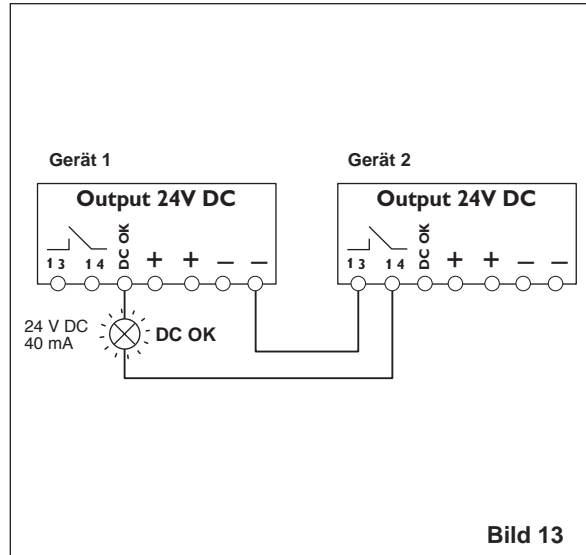 Gerät 1
Output 24V DC
13 14 DC OK + + – –
24 V DC
40 mA
DC OK
Gerät 2
Output 24V DC
13 14 DC OK + + – –
Bild 13